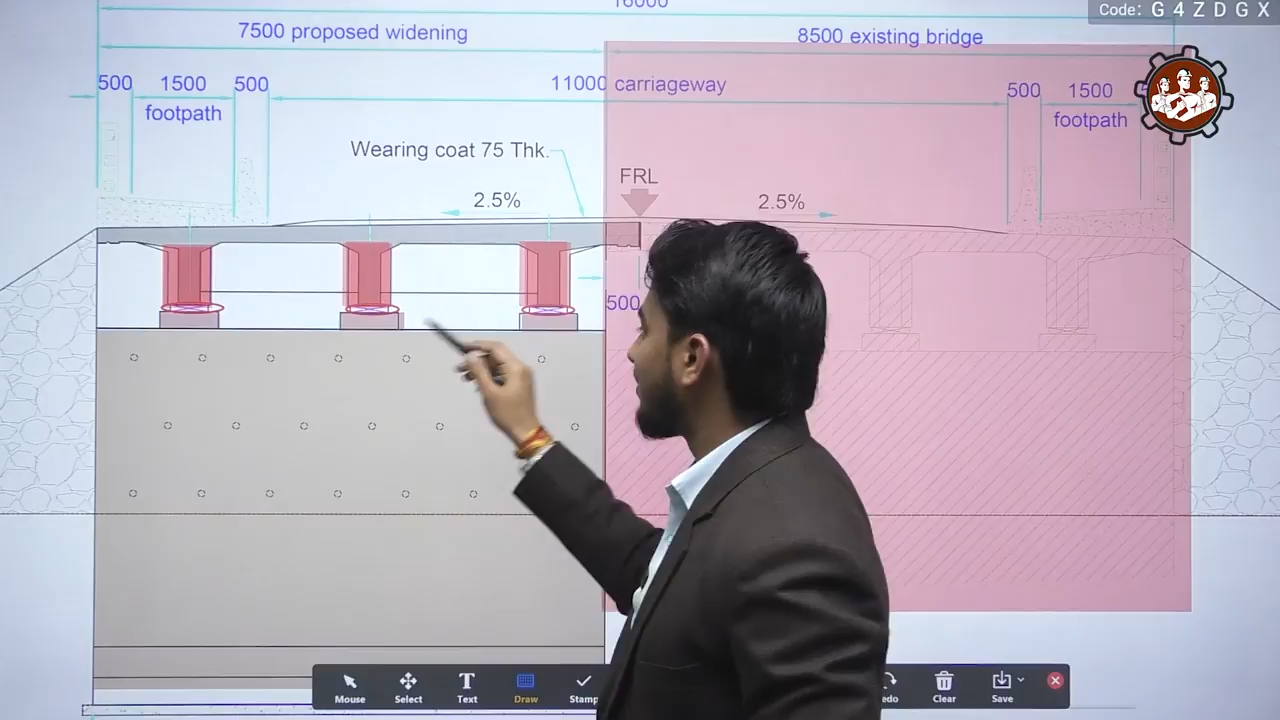 16000
Code: G 4 Z D G X
7500 proposed widening
8500 existing bridge
500 1500 500 11000 carriageway 500 1500
footpath footpath
Wearing coat 75 Thk.
FRL
2.5% 2.5%
500
Mouse Select Text Draw Stamp Clear Save